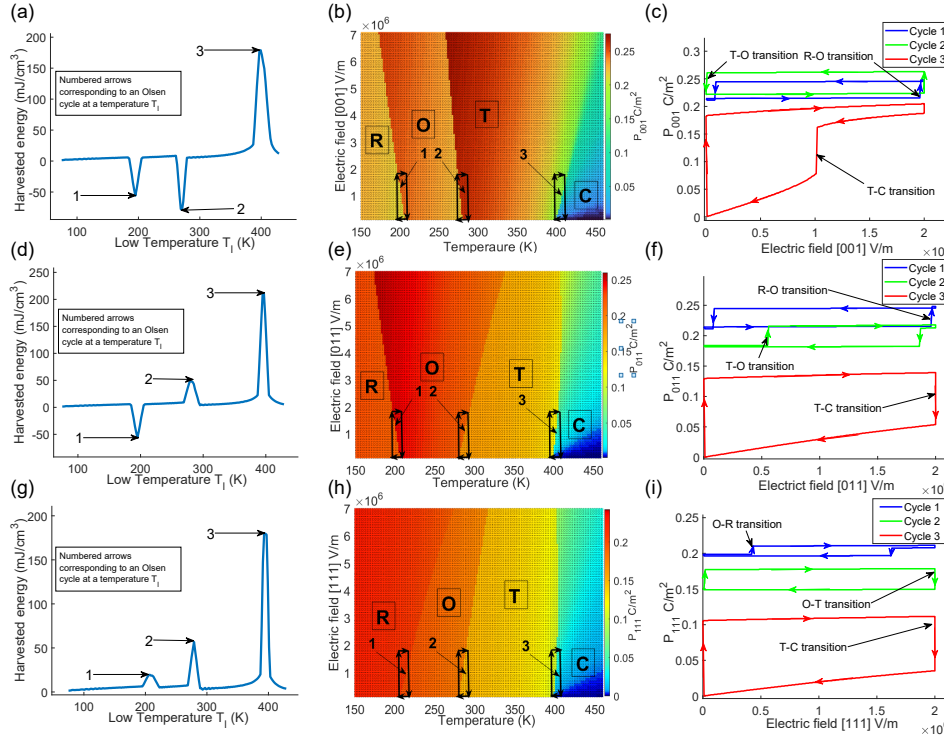 (a)
Harvested energy (mJ/cm³)
200
150
100
50
0
-50
Numbered arrows
corresponding to an Olsen
cycle at a temperature T_l
1
2
3
100 200 300 400
Low Temperature T_l (K)
(b)
×10⁶
Electric field [001] V/m
7
6
5
4
3
2
1
R
O
T
C
1 2
3
150 200 250 300 350 400 450
Temperaure (K)
0.25
0.2
0.15
0.1
0.05
0
P₀₀₁ C/m²
(c)
P₀₀₁ C/m²
0.3
0.25
0.2
0.15
0.1
0.05
0
T-O transition
R-O transition
T-C transition
Cycle 1
Cycle 2
Cycle 3
0 0.5 1 1.5 2
Electric field [001] V/m
(d)
Harvested energy (mJ/cm³)
250
200
150
100
50
0
-50
Numbered arrows
corresponding to an Olsen
cycle at a temperature T_l
1
2
3
100 200 300 400
Low Temperature T_l (K)
(e)
×10⁶
Electric field [011] V/m
7
6
5
4
3
2
1
R
O
T
C
1 2
3
150 200 250 300 350 400 450
Temperature (K)
0.25
0.2
0.15
0.1
0.05
0
P₀₁₁ C/m²
(f)
P₀₁₁ C/m²
0.3
0.25
0.2
0.15
0.1
0.05
0
R-O transition
T-O transition
T-C transition
Cycle 1
Cycle 2
Cycle 3
0 0.5 1 1.5 2
Electrict field [011] V/m
(g)
Harvested energy (mJ/cm³)
200
150
100
50
0
Numbered arrows
corresponding to an Olsen
cycle at a temperature T_l
1
2
3
100 200 300 400
Low Temperature T_l (K)
(h)
×10⁶
Electric field [111] V/m
7
6
5
4
3
2
1
R
O
T
C
1
2
3
150 200 250 300 350 400 450
Temperature (K)
0.2
0.15
0.1
0.05
0
P₁₁₁ C/m²
(i)
P₁₁₁ C/m²
0.25
0.2
0.15
0.1
0.05
0
O-R transition
O-T transition
T-C transition
Cycle 1
Cycle 2
Cycle 3
0 0.5 1 1.5 2
Electric field [111] V/m